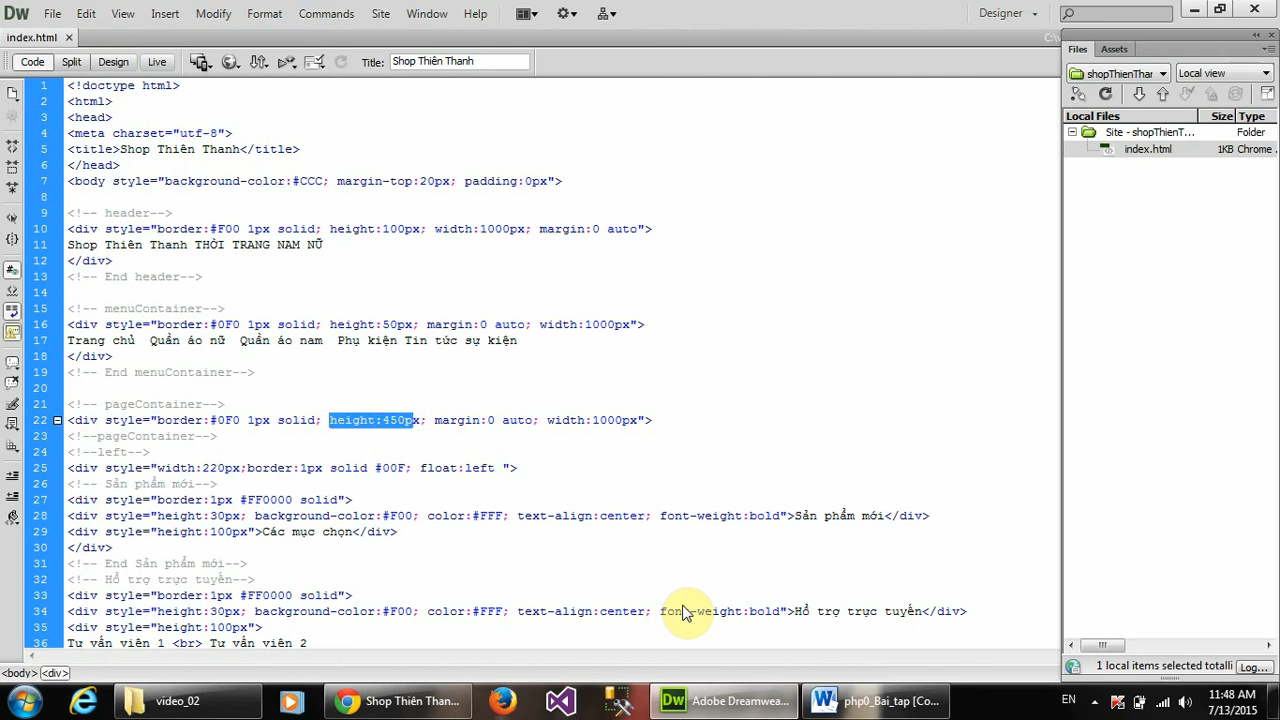 Dw File Edit View Insert Modify Format Commands Site Window Help Designer
index.html
Code Split Design Live Title: Shop Thiên Thanh
Files Assets
shopThienThar Local view
Local Files Size Type
Site - shopThienT... Folder
index.html 1KB Chrome
1 <!doctype html>
2 <html>
3 <head>
4 <meta charset="utf-8">
5 <title>Shop Thiên Thanh</title>
6 </head>
7 <body style="background-color:#CCC; margin-top:20px; padding:0px">
8
9 <!-- header-->
10 <div style="border:#F00 1px solid; height:100px; width:1000px; margin:0 auto">
11 Shop Thiên Thanh THỜI TRANG NAM NỮ
12 </div>
13 <!-- End header-->
14
15 <!-- menuContainer-->
16 <div style="border:#0F0 1px solid; height:50px; margin:0 auto; width:1000px">
17 Trang chủ Quần áo nữ Quần áo nam Phụ kiện Tin tức sự kiện
18 </div>
19 <!-- End menuContainer-->
20
21 <!-- pageContainer-->
22 <div style="border:#0F0 1px solid; height:450px; margin:0 auto; width:1000px">
23 <!--pageContainer-->
24 <!--left-->
25 <div style="width:220px;border:1px solid #00F; float:left ">
26 <!-- Sản phẩm mới-->
27 <div style="border:1px #FF0000 solid">
28 <div style="height:30px; background-color:#F00; color:#FFF; text-align:center; font-weight:bold">Sản phẩm mới</div>
29 <div style="height:100px">Các mục chọn</div>
30 </div>
31 <!-- End Sản phẩm mới-->
32 <!-- Hổ trợ trực tuyến-->
33 <div style="border:1px #FF0000 solid">
34 <div style="height:30px; background-color:#F00; color:#FFF; text-align:center; font-weight:bold">Hổ trợ trực tuyến</div>
35 <div style="height:100px">
36 Tư vấn viên 1 <br> Tư vấn viên 2
<body> <div>
1 local items selected totalli Log...
video_02 Shop Thiên Than... Dw Adobe Dreamwea... php0_Bai_tap [Co... EN 11:48 AM
7/13/2015